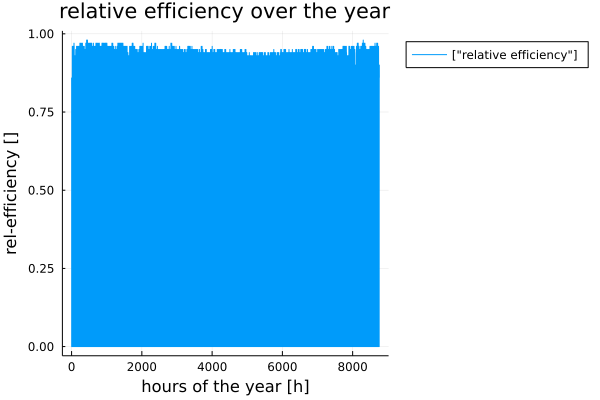 relative efficiency over the year
["relative efficiency"]
rel-efficiency []
1.00
0.75
0.50
0.25
0.00
0 2000 4000 6000 8000
hours of the year [h]